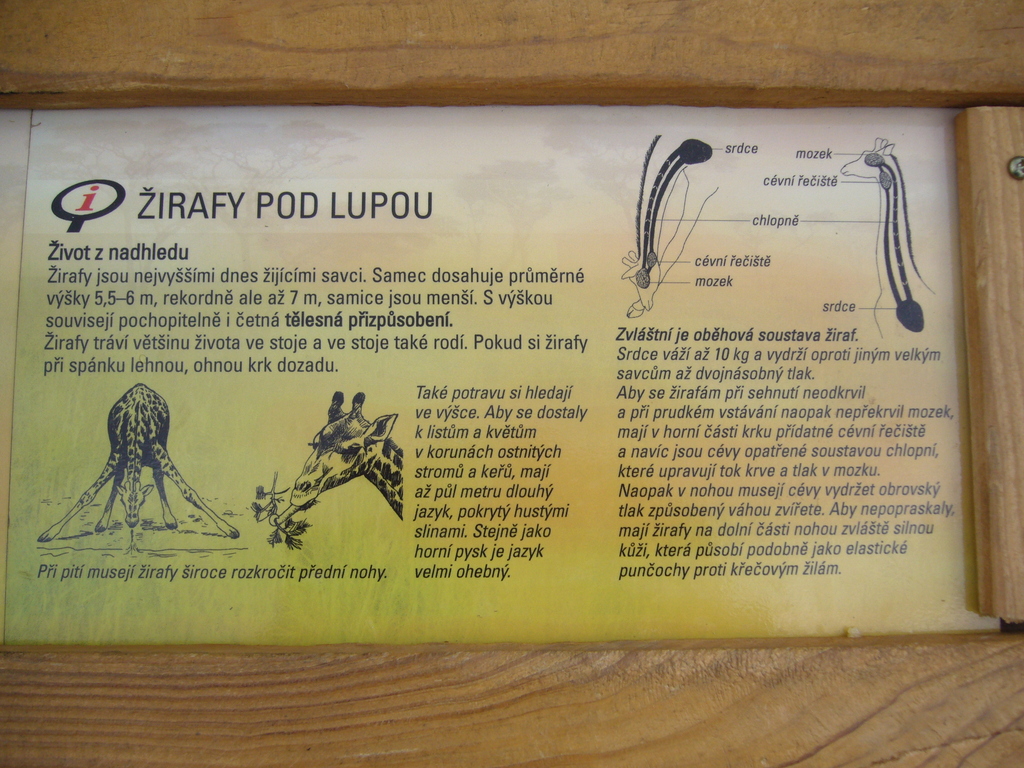 i ŽIRAFY POD LUPOU
Život z nadhledu
Žirafy jsou nejvyššími dnes žijícími savci. Samec dosahuje průměrné
výšky 5,5–6 m, rekordně ale až 7 m, samice jsou menší. S výškou
souvisejí pochopitelně i četná tělesná přizpůsobení.
Žirafy tráví většinu života ve stoje a ve stoje také rodí. Pokud si žirafy
při spánku lehnou, ohnou krk dozadu.
Při pití musejí žirafy široce rozkročit přední nohy.
Také potravu si hledají
ve výšce. Aby se dostaly
k listům a květům
v korunách ostnitých
stromů a keřů, mají
až půl metru dlouhý
jazyk, pokrytý hustými
slinami. Stejně jako
horní pysk je jazyk
velmi ohebný.
srdce
mozek
cévní řečiště
chlopně
cévní řečiště
mozek
srdce
Zvláštní je oběhová soustava žiraf.
Srdce váží až 10 kg a vydrží oproti jiným velkým
savcům až dvojnásobný tlak.
Aby se žirafám při sehnutí neodkrvil
a při prudkém vstávání naopak nepřekrvil mozek,
mají v horní části krku přídatné cévní řečiště
a navíc jsou cévy opatřené soustavou chlopní,
které upravují tok krve a tlak v mozku.
Naopak v nohou musejí cévy vydržet obrovský
tlak způsobený váhou zvířete. Aby nepopraskaly,
mají žirafy na dolní části nohou zvláště silnou
kůži, která působí podobně jako elastické
punčochy proti křečovým žilám.